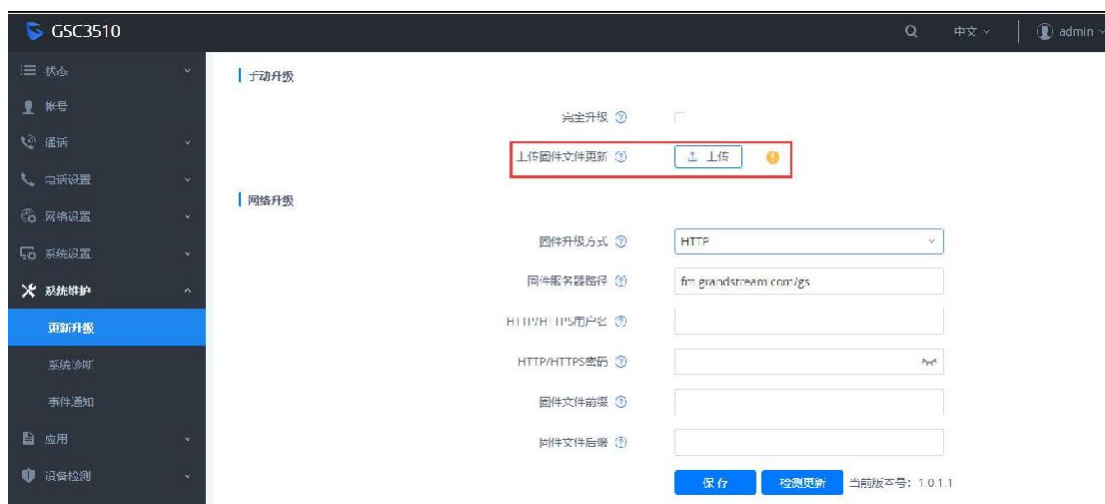 GSC3510
中文
admin
状态
账号
通话
电话设置
网络设置
系统设置
系统维护
更新升级
系统诊断
事件通知
应用
设备检测
手动升级
完全升级
上传固件文件更新
上传
网络升级
固件升级方式
HTTP
固件服务器路径
fm.grandstream.com/gs
HTTP/HTTPS用户名
HTTP/HTTPS密码
固件文件前缀
固件文件后缀
保存
检测更新
当前版本号：1.0.1.1